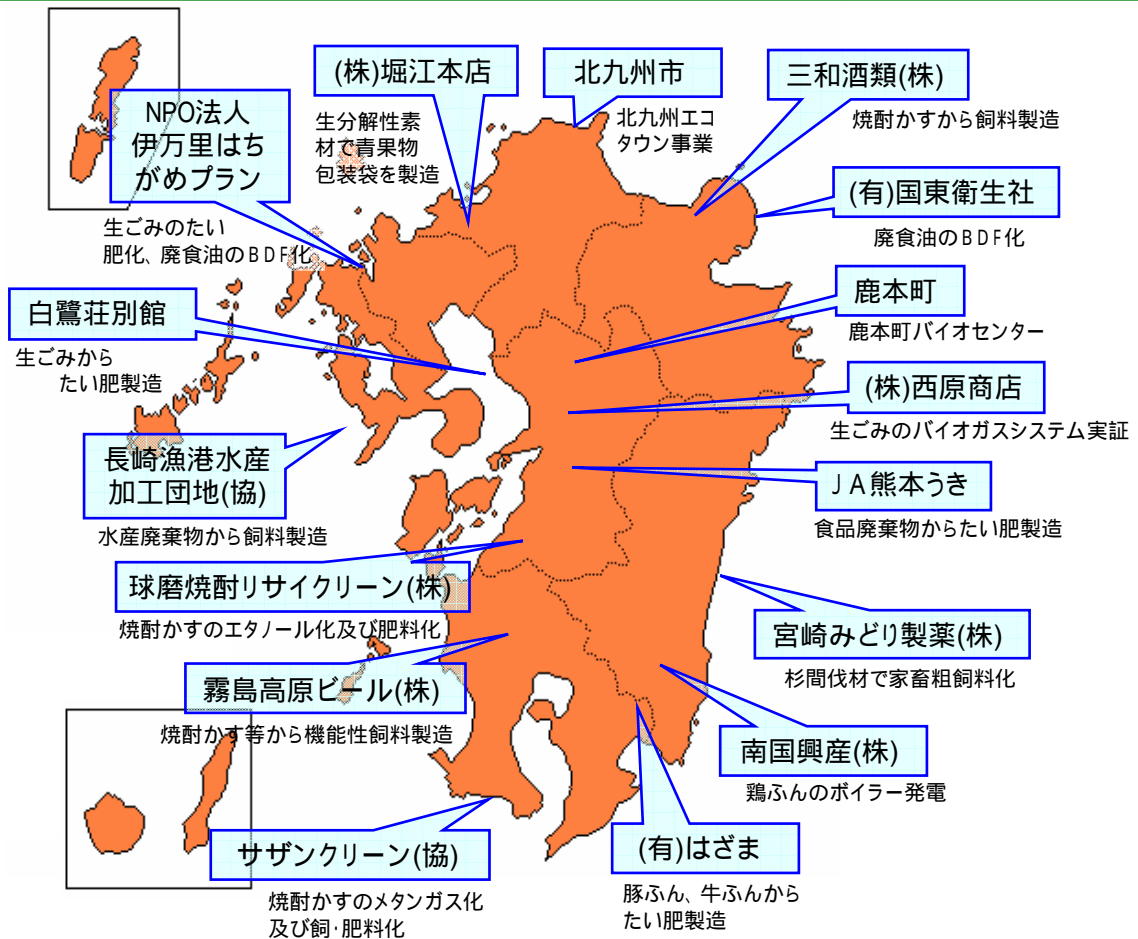 (株)堀江本店
生分解性素
材で青果物
包装袋を製造
北九州市
北九州エコ
タウン事業
三和酒類(株)
焼酎かすから飼料製造
NPO法人
伊万里はち
がめプラン
生ごみのたい
肥化、廃食油のBDF化
(有)国東衛生社
廃食油のBDF化
白鷺荘別館
生ごみから
たい肥製造
鹿本町
鹿本町バイオセンター
(株)西原商店
生ごみのバイオガスシステム実証
長崎漁港水産
加工団地(協)
水産廃棄物から飼料製造
JA熊本うき
食品廃棄物からたい肥製造
球磨焼酎リサイクリーン(株)
焼酎かすのエタノール化及び肥料化
宮崎みどり製薬(株)
杉間伐材で家畜粗飼料化
霧島高原ビール(株)
焼酎かす等から機能性飼料製造
南国興産(株)
鶏ふんのボイラー発電
サザンクリーン(協)
焼酎かすのメタンガス化
及び飼・肥料化
(有)はざま
豚ふん、牛ふんから
たい肥製造